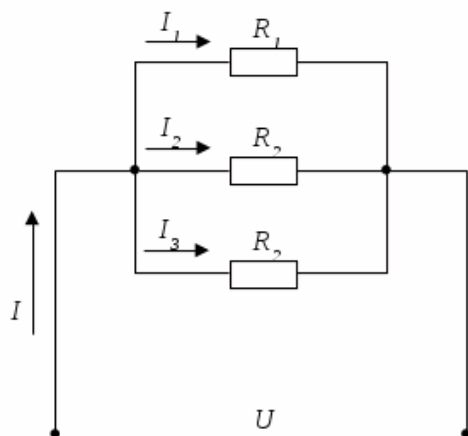 I₁ R₁
I₂ R₂
I₃ R₂
I
U